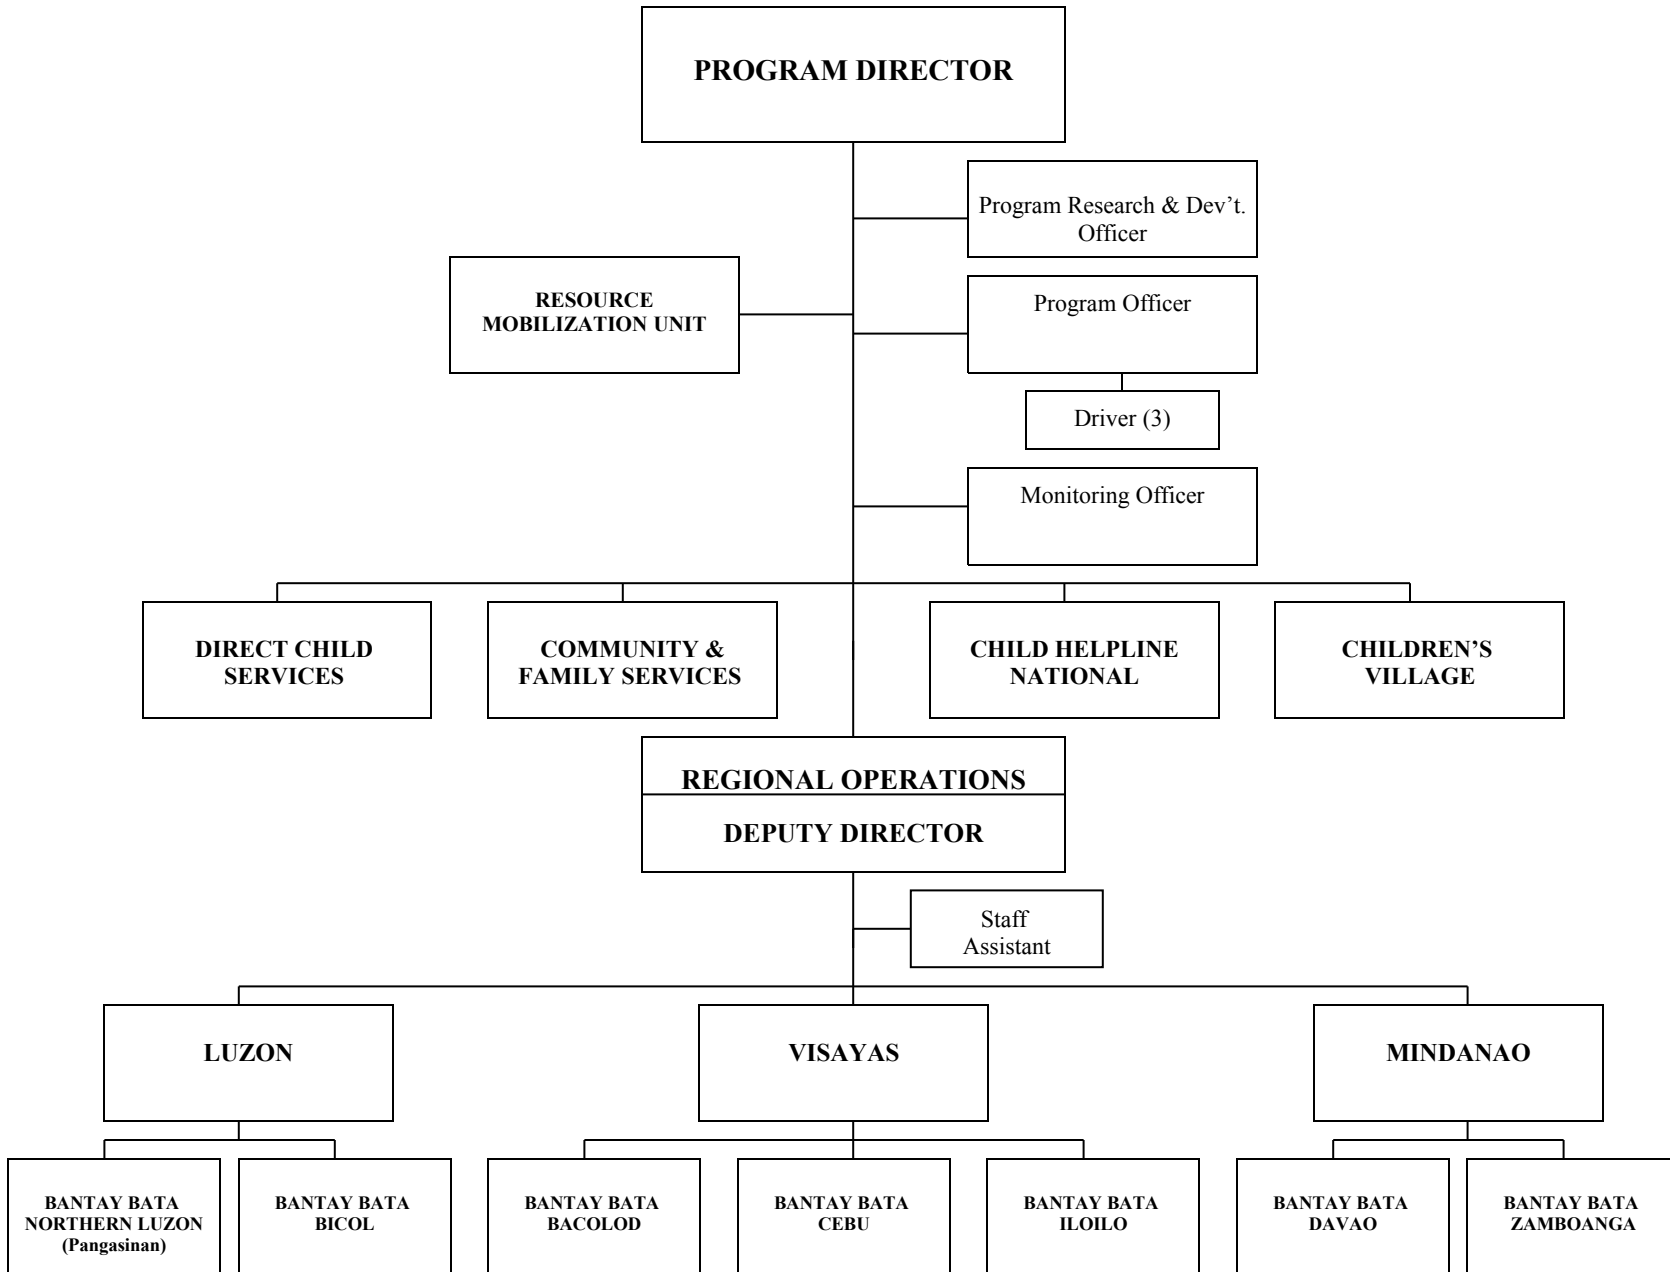 PROGRAM DIRECTOR
Program Research & Dev’t.
Officer
RESOURCE
MOBILIZATION UNIT
Program Officer
Driver (3)
Monitoring Officer
DIRECT CHILD
SERVICES
COMMUNITY &
FAMILY SERVICES
CHILD HELPLINE
NATIONAL
CHILDREN’S
VILLAGE
REGIONAL OPERATIONS
DEPUTY DIRECTOR
Staff
Assistant
LUZON
VISAYAS
MINDANAO
BANTAY BATA
NORTHERN LUZON
(Pangasinan)
BANTAY BATA
BICOL
BANTAY BATA
BACOLOD
BANTAY BATA
CEBU
BANTAY BATA
ILOILO
BANTAY BATA
DAVAO
BANTAY BATA
ZAMBOANGA